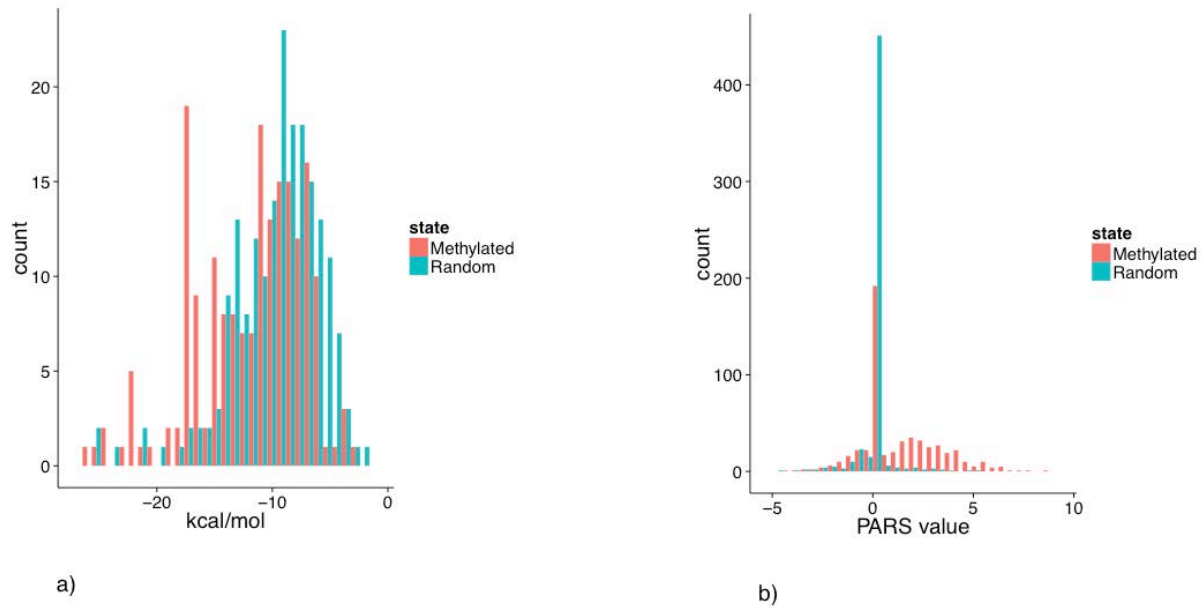 count
20
15
10
5
0
−20
−10
0
kcal/mol
state
Methylated
Random
a)
count
400
300
200
100
0
−5
0
5
10
PARS value
state
Methylated
Random
b)